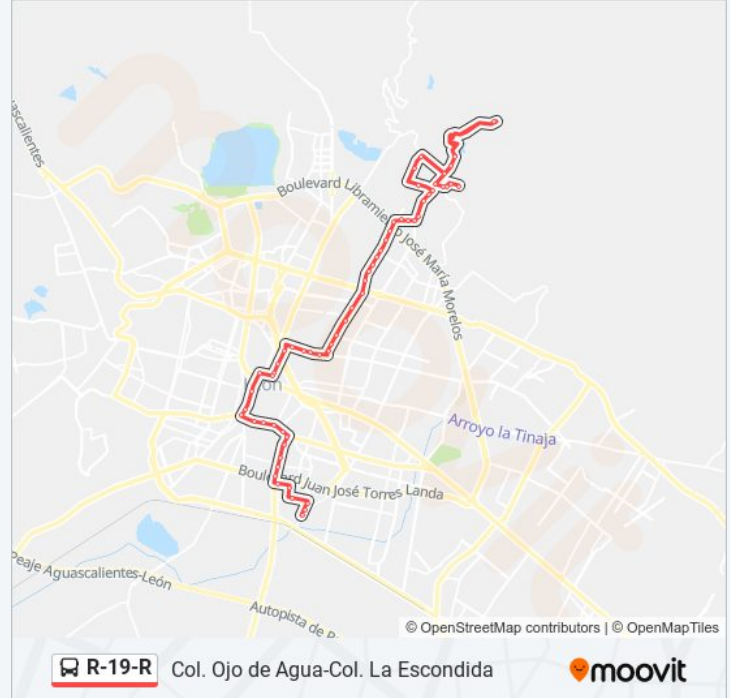 ascalientes
Boulevard Libramiento José María Morelos
León
Arroyo la Tinaja
Boulevard Juan José Torres Landa
Peaje Aguascalientes-León
Autopista de
© OpenStreetMap contributors | © OpenMapTiles
R-19-R Col. Ojo de Agua-Col. La Escondida
moovit